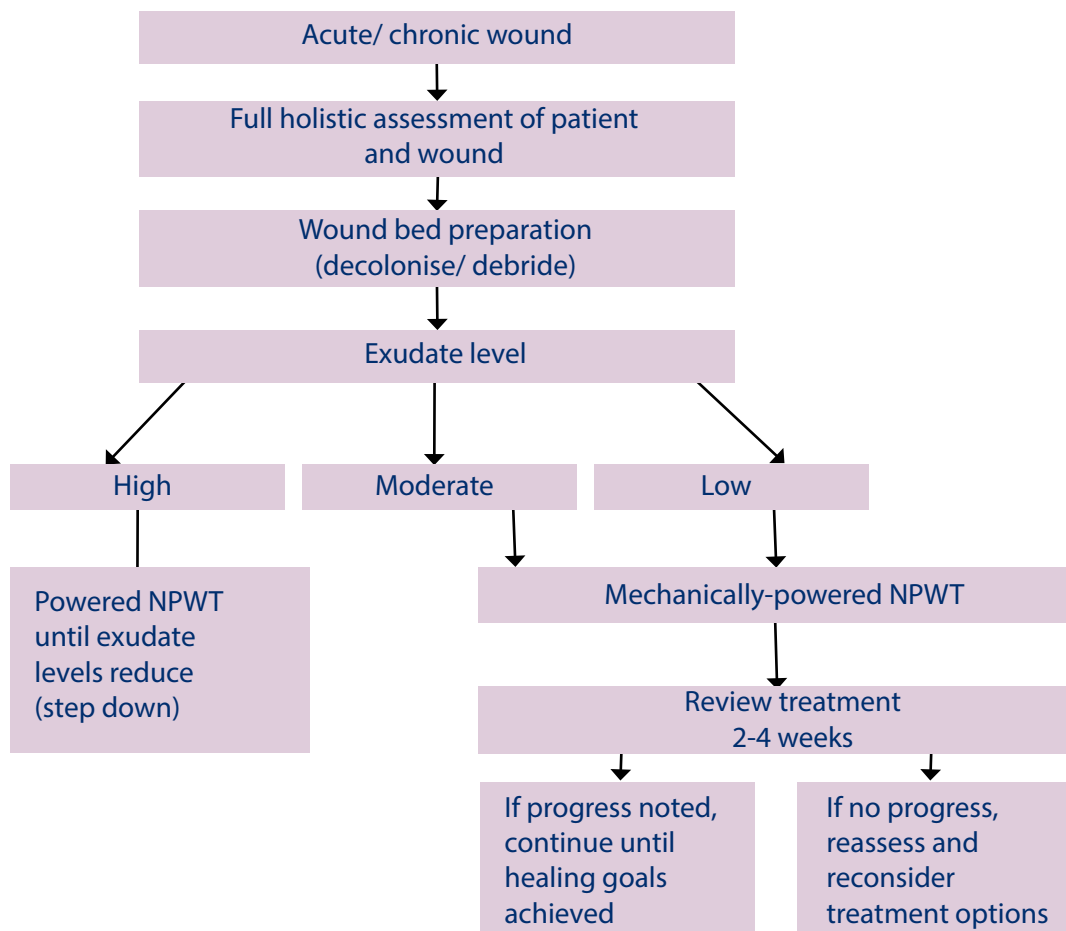 Acute/ chronic wound
Full holistic assessment of patient
and wound
Wound bed preparation
(decolonise/ debride)
Exudate level
High
Moderate
Low
Powered NPWT
until exudate
levels reduce
(step down)
Mechanically-powered NPWT
Review treatment
2-4 weeks
If progress noted,
continue until
healing goals
achieved
If no progress,
reassess and
reconsider
treatment options